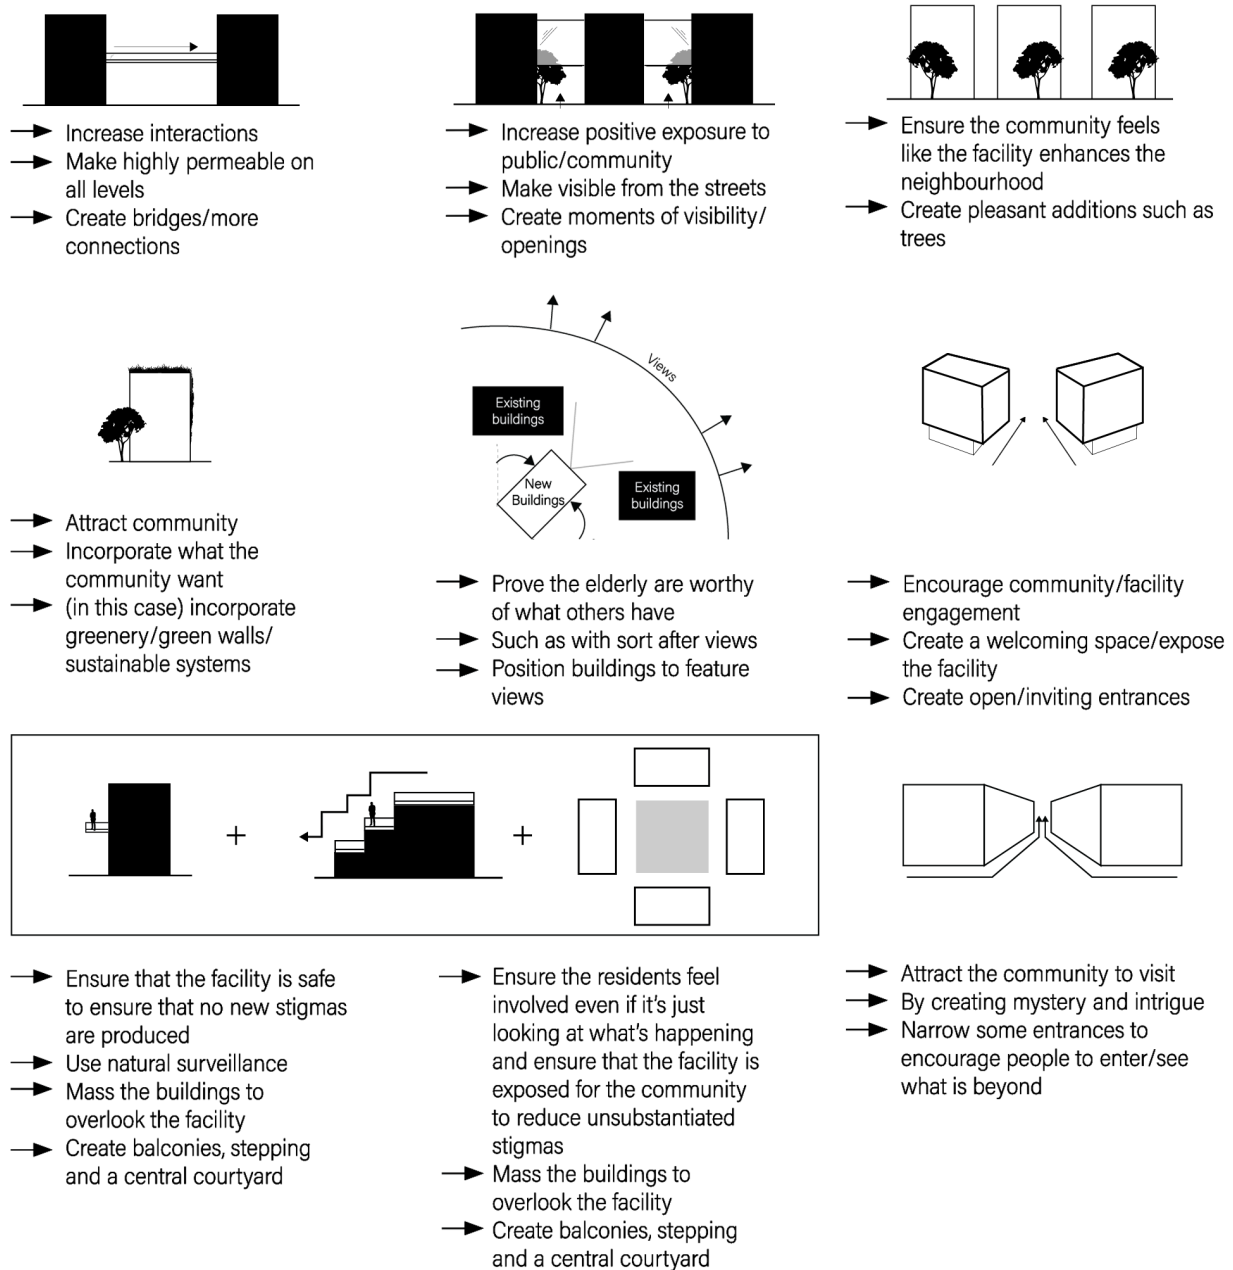 Increase interactions
Make highly permeable on
all levels
Create bridges/more
connections
Increase positive exposure to
public/community
Make visible from the streets
Create moments of visibility/
openings
Ensure the community feels
like the facility enhances the
neighbourhood
Create pleasant additions such as
trees
Attract community
Incorporate what the
community want
(in this case) incorporate
greenery/green walls/
sustainable systems
Views
Existing
buildings
New
Buildings
Existing
buildings
Prove the elderly are worthy
of what others have
Such as with sort after views
Position buildings to feature
views
Encourage community/facility
engagement
Create a welcoming space/expose
the facility
Create open/inviting entrances
+
+
Ensure that the facility is safe
to ensure that no new stigmas
are produced
Use natural surveillance
Mass the buildings to
overlook the facility
Create balconies, stepping
and a central courtyard
Ensure the residents feel
involved even if it's just
looking at what's happening
and ensure that the facility is
exposed for the community
to reduce unsubstantiated
stigmas
Mass the buildings to
overlook the facility
Create balconies, stepping
and a central courtyard
Attract the community to visit
By creating mystery and intrigue
Narrow some entrances to
encourage people to enter/see
what is beyond